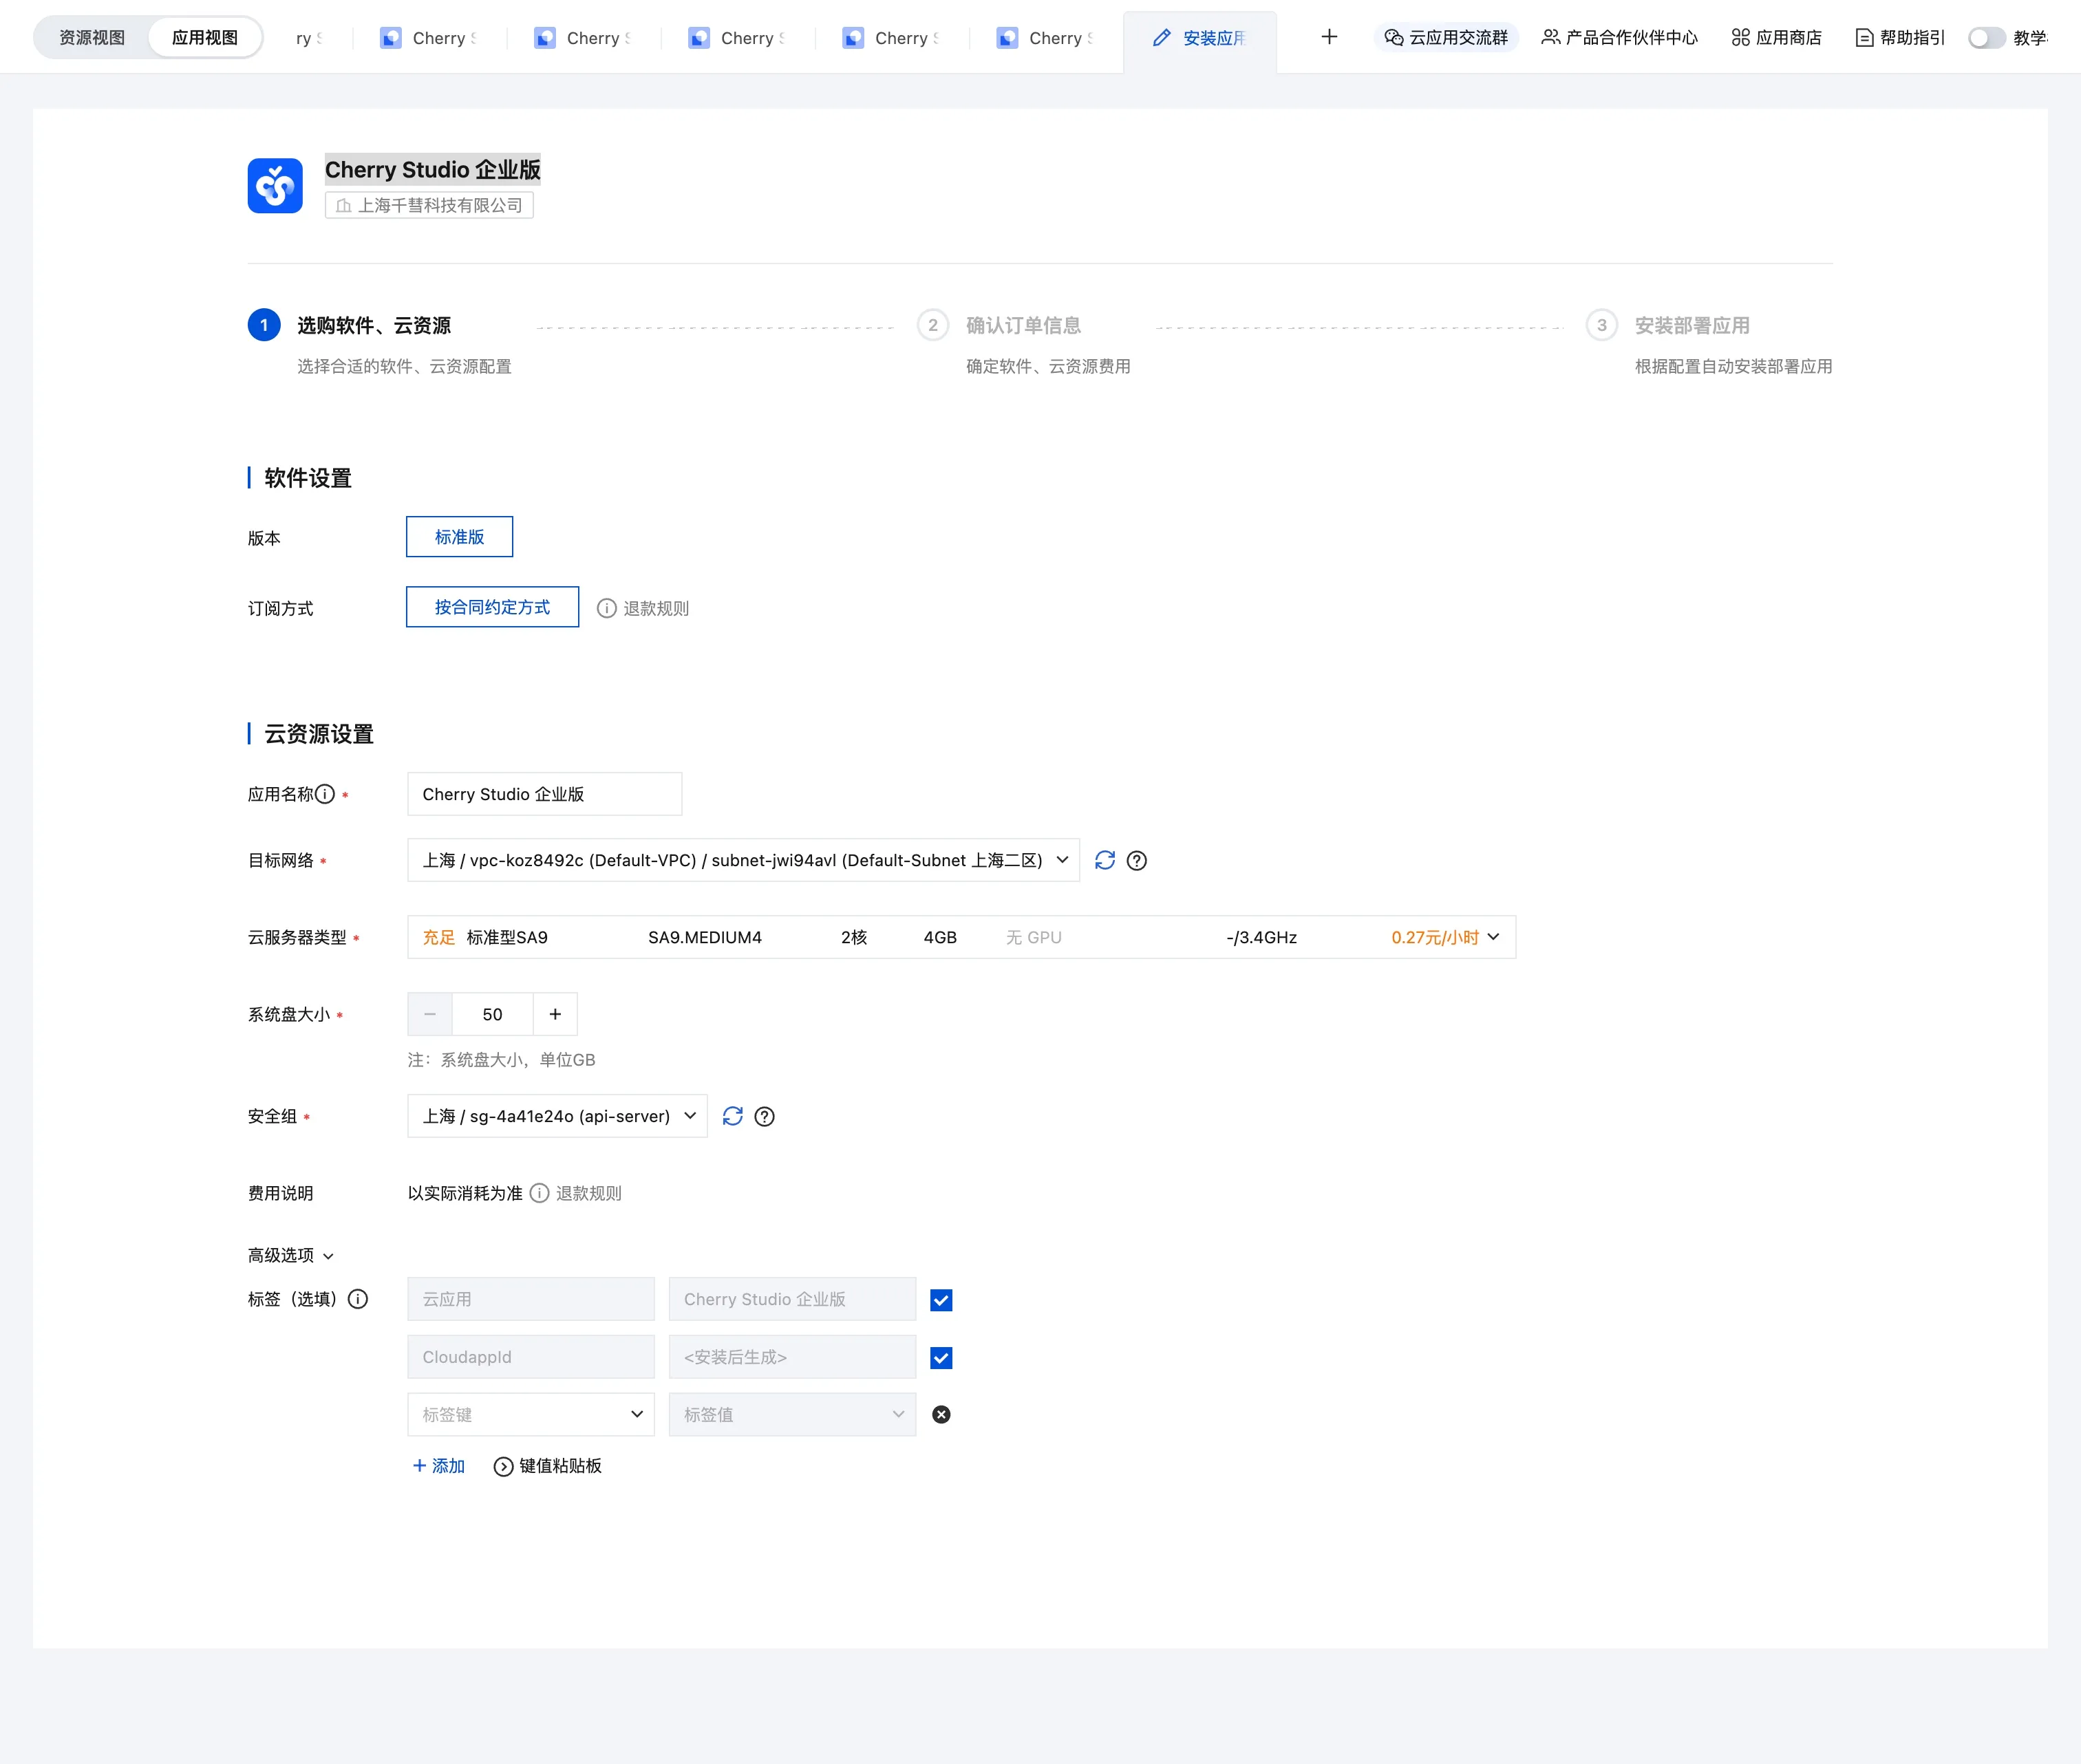 资源视图
应用视图
ry S
Cherry S
Cherry S
Cherry S
Cherry S
Cherry S
安装应用
云应用交流群
产品合作伙伴中心
应用商店
帮助指引
教学
Cherry Studio 企业版
上海千彗科技有限公司
1 选购软件、云资源
选择合适的软件、云资源配置
2 确认订单信息
确定软件、云资源费用
3 安装部署应用
根据配置自动安装部署应用
软件设置
版本 标准版
订阅方式 按合同约定方式 退款规则
云资源设置
应用名称 * Cherry Studio 企业版
目标网络 * 上海 / vpc-koz8492c (Default-VPC) / subnet-jwi94avl (Default-Subnet 上海二区)
云服务器类型 * 充足 标准型SA9 SA9.MEDIUM4 2核 4GB 无 GPU -/3.4GHz 0.27元/小时
系统盘大小 * 50
注：系统盘大小，单位GB
安全组 * 上海 / sg-4a41e24o (api-server)
费用说明 以实际消耗为准 退款规则
高级选项
标签（选填） 云应用 Cherry Studio 企业版
CloudappId <安装后生成>
标签键 标签值
+ 添加 键值粘贴板